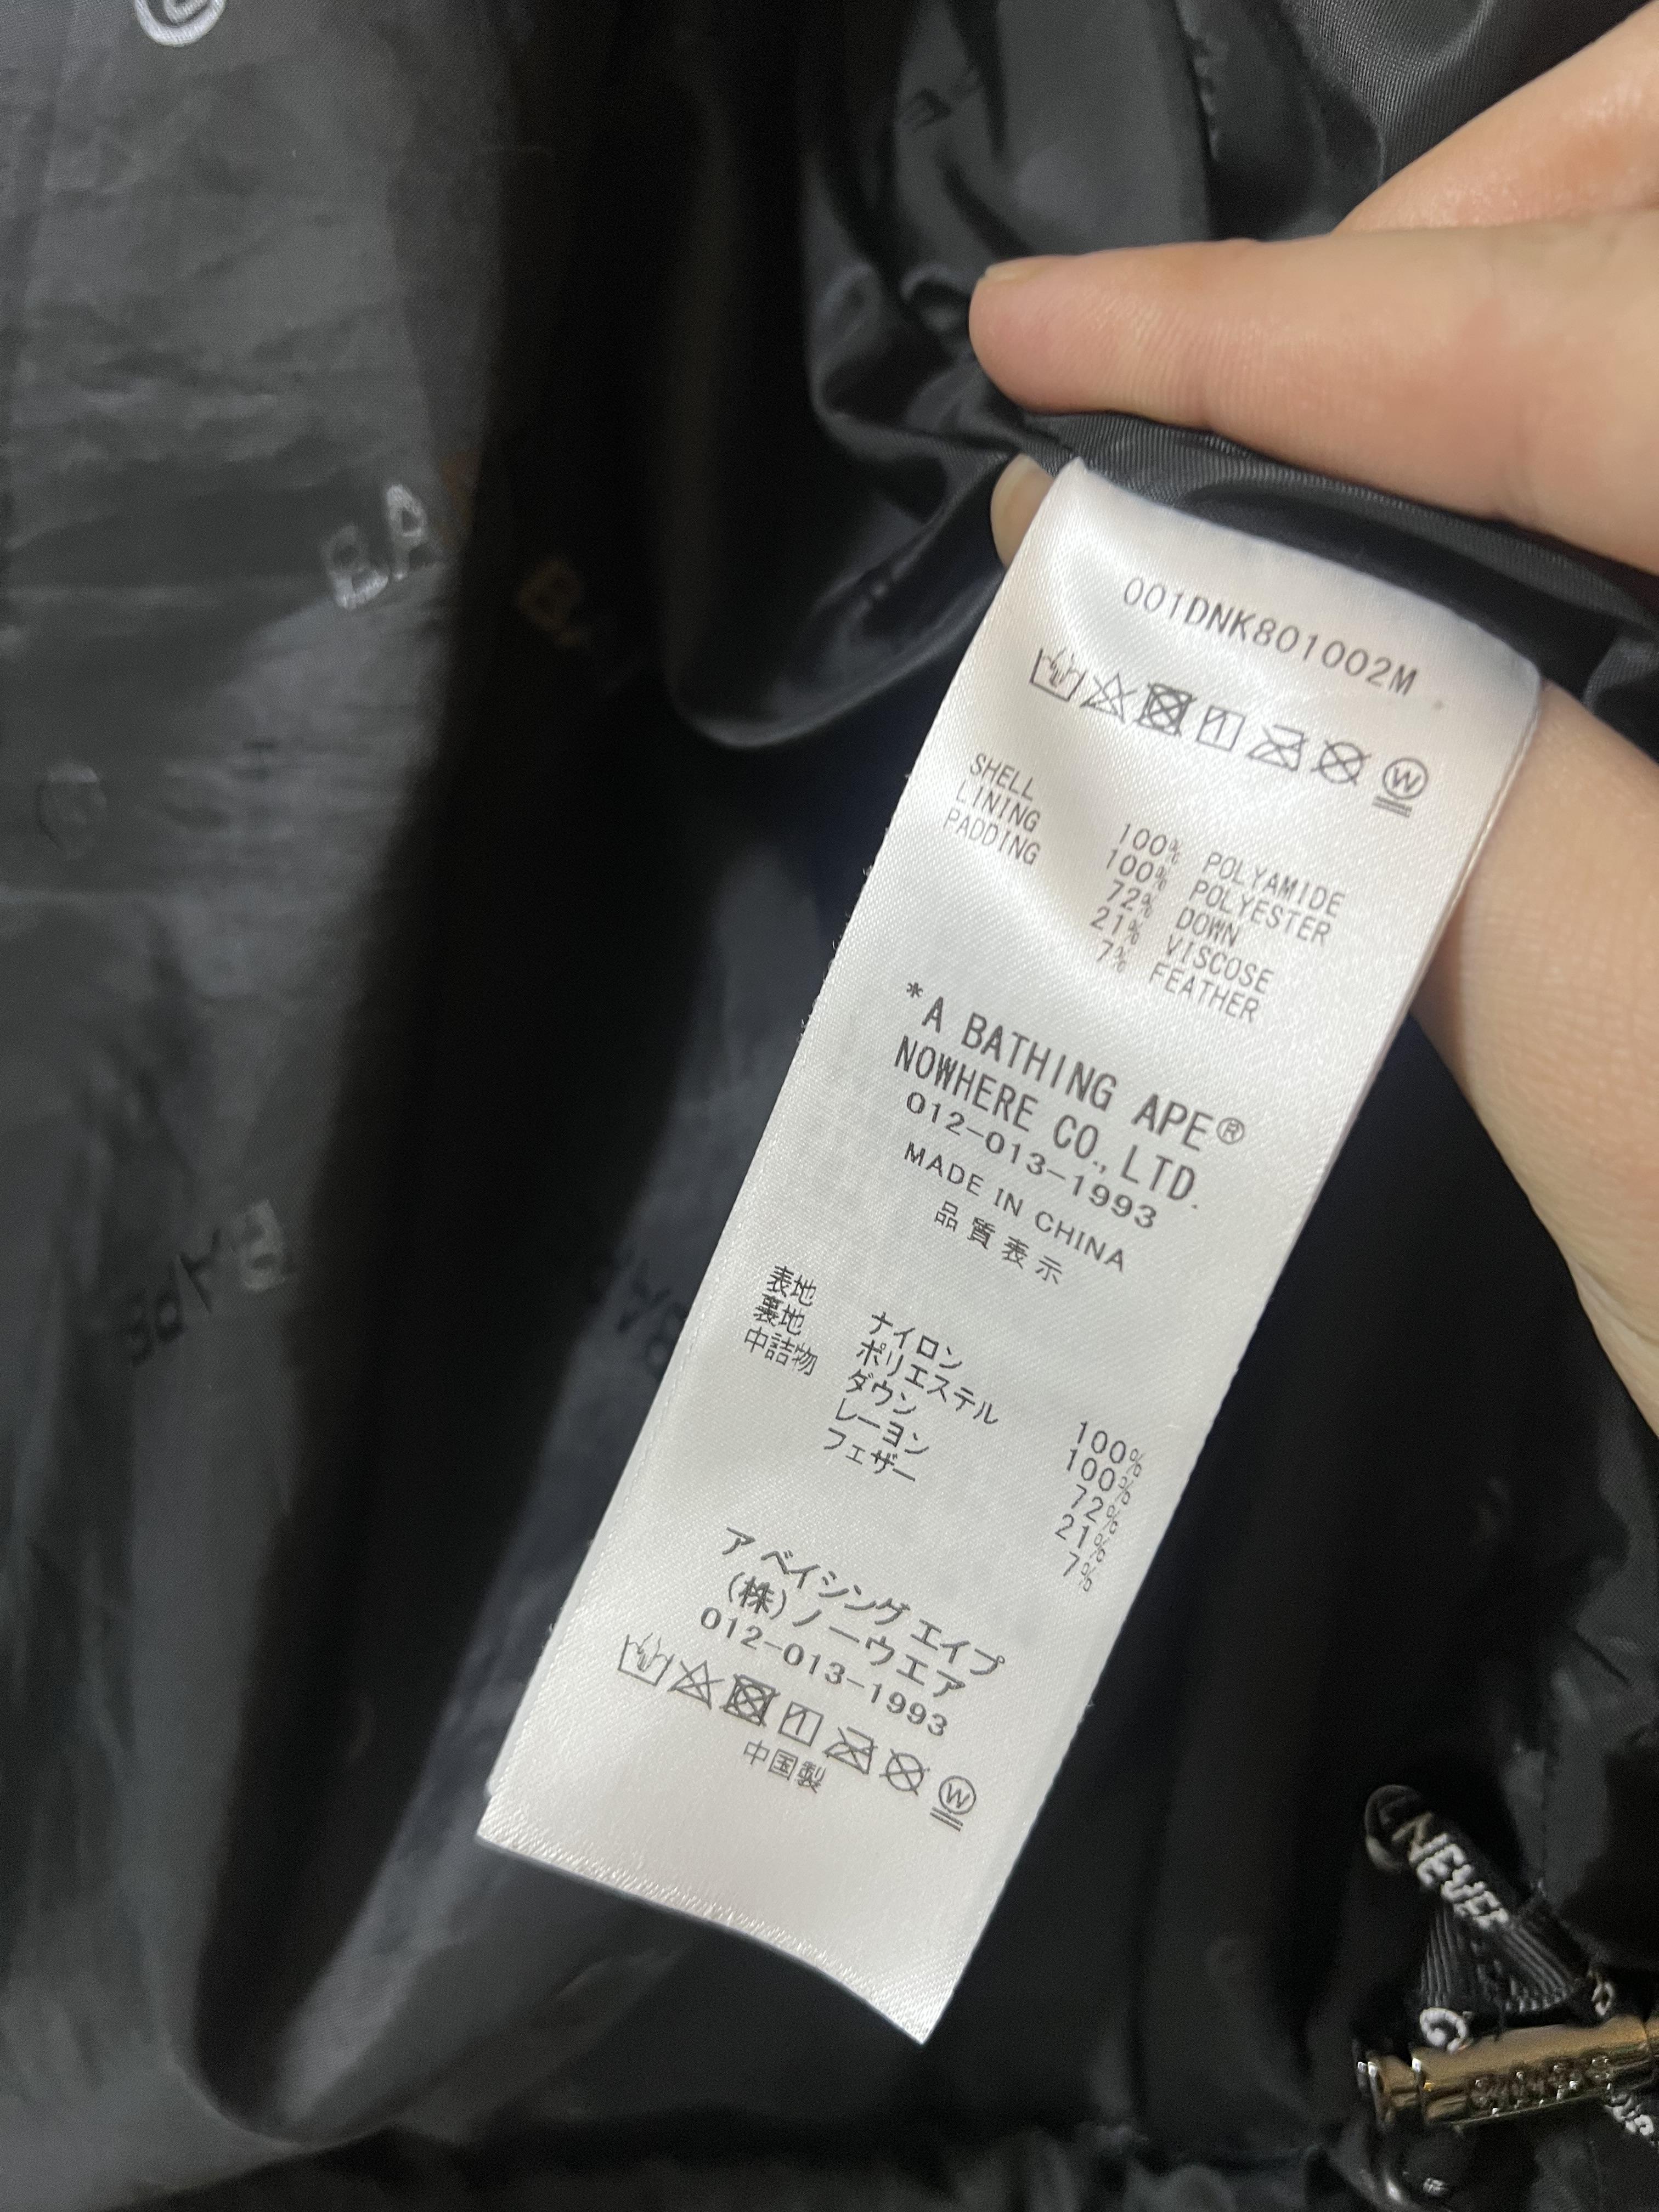 001DNK801002M
W
SHELL 100% POLYAMIDE
LINING 100% POLYESTER
PADDING 72% DOWN
21% VISCOSE
7% FEATHER
*A BATHING APE®
NOWHERE CO., LTD.
012-013-1993
MADE IN CHINA
品質表示
表地 ナイロン 100%
裏地 ポリエステル 100%
中詰物 ダウン 72%
レーヨン 21%
フェザー 7%
ア ベイシング エイプ
(株)ノーウエア
012-013-1993
W
中国製
NEVER